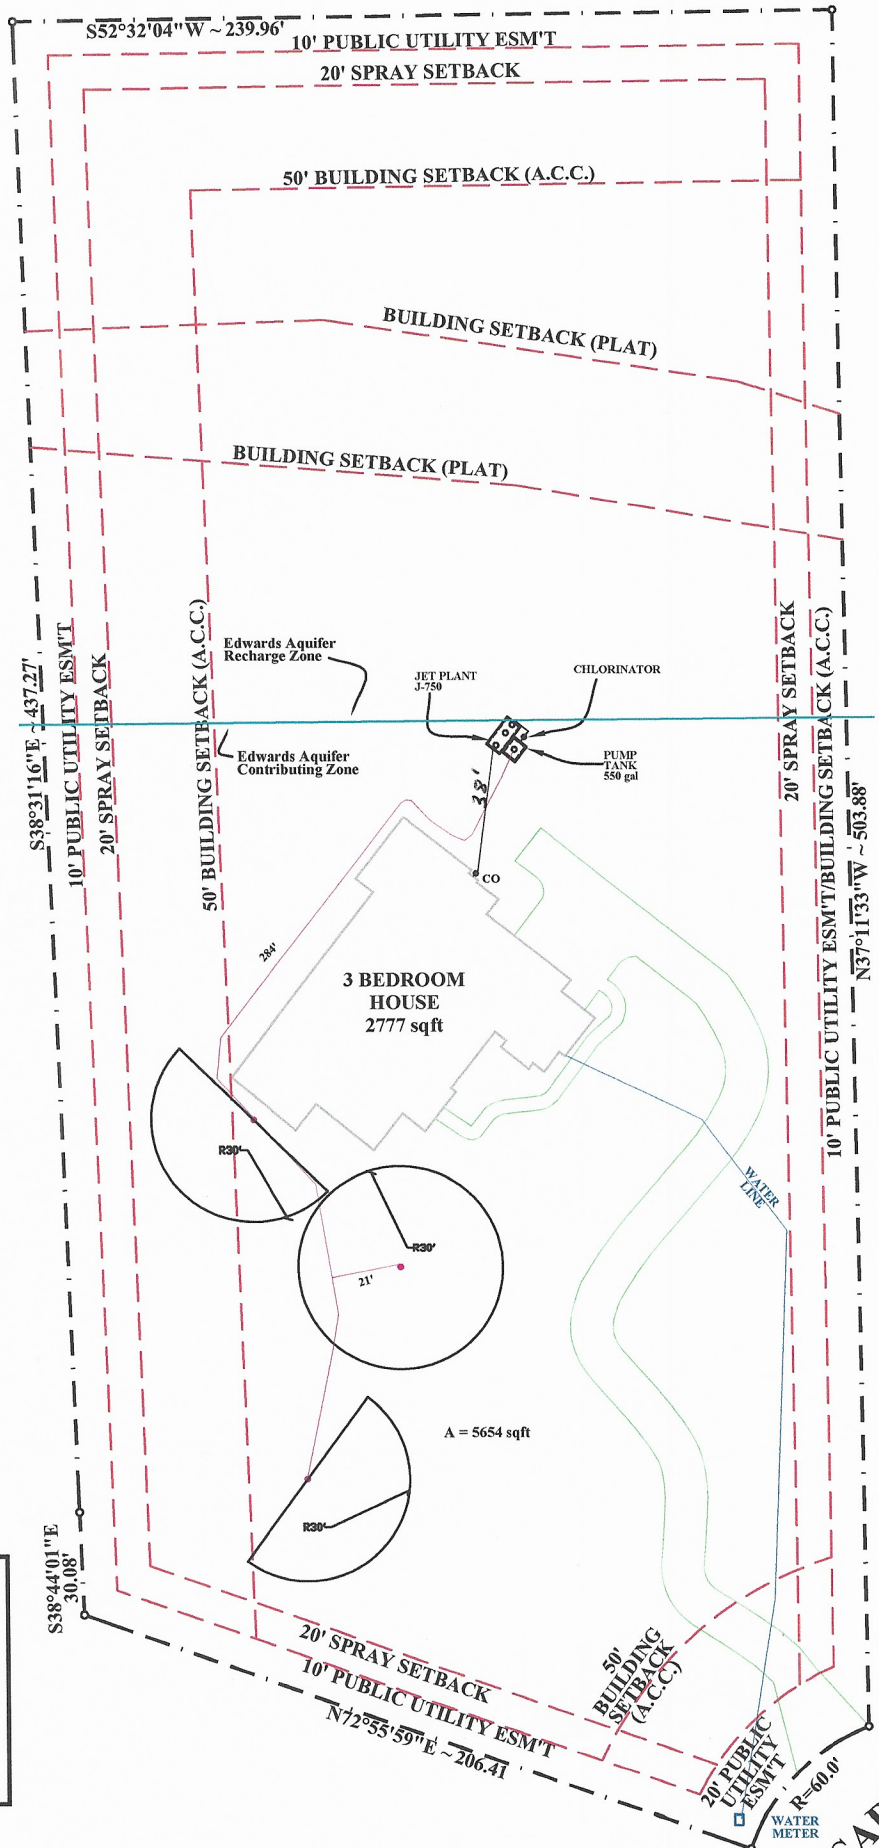 S52°32'04"W ~ 239.96'
10' PUBLIC UTILITY ESM'T
20' SPRAY SETBACK
50' BUILDING SETBACK (A.C.C.)
BUILDING SETBACK (PLAT)
BUILDING SETBACK (PLAT)
S38°31'16"E ~ 437.27'
10' PUBLIC UTILITY ESM'T
20' SPRAY SETBACK
50' BUILDING SETBACK (A.C.C.)
Edwards Aquifer
Recharge Zone
Edwards Aquifer
Contributing Zone
JET PLANT
J-750
CHLORINATOR
PUMP
TANK
550 gal
20' SPRAY SETBACK
10' PUBLIC UTILITY ESM'T/BUILDING SETBACK (A.C.C.)
N37°11'33"W ~ 503.88'
38'
CO
284'
3 BEDROOM
HOUSE
2777 sqft
R30'
R30'
21'
WATER
LINE
A = 5654 sqft
R30'
S38°44'01"E
30.08'
20' SPRAY SETBACK
10' PUBLIC UTILITY ESM'T
N72°55'59"E ~ 206.41
50'
BUILDING
SETBACK
(A.C.C.)
20' PUBLIC
UTILITY
ESM'T
R=60.0'
WATER
METER